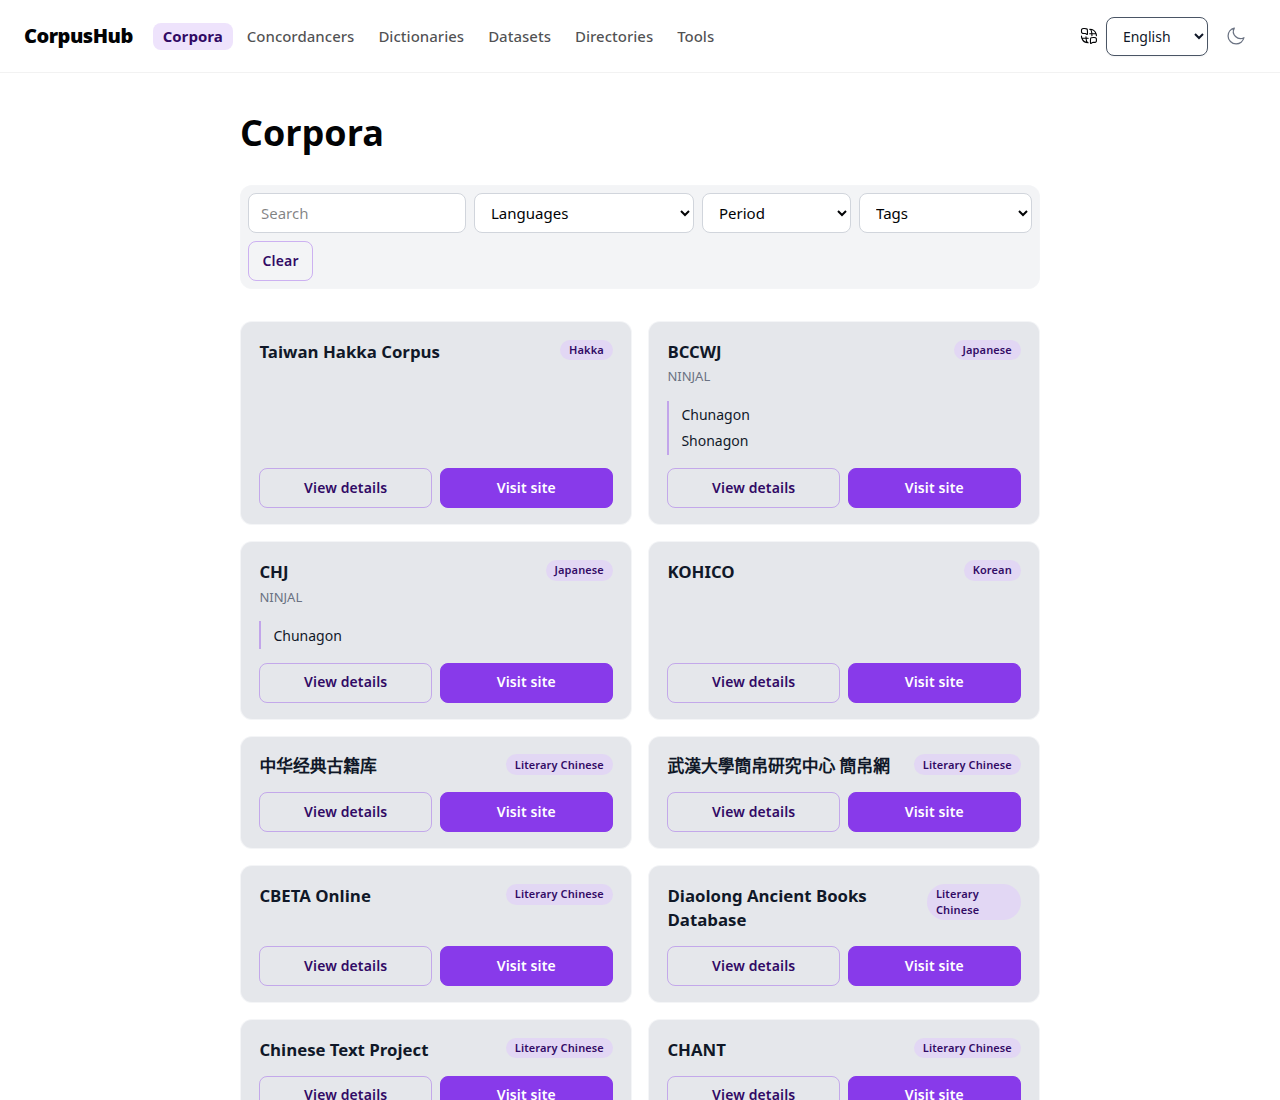 CorpusHub Corpora Concordancers Dictionaries Datasets Directories Tools English
Corpora
Search Languages Period Tags
Clear
Taiwan Hakka Corpus Hakka
View details Visit site
BCCWJ Japanese
NINJAL
Chunagon
Shonagon
View details Visit site
CHJ Japanese
NINJAL
Chunagon
View details Visit site
KOHICO Korean
View details Visit site
中华经典古籍库 Literary Chinese
View details Visit site
武漢大學簡帛研究中心 簡帛網 Literary Chinese
View details Visit site
CBETA Online Literary Chinese
View details Visit site
Diaolong Ancient Books
Database
Literary
Chinese
View details Visit site
Chinese Text Project Literary Chinese
View details Visit site
CHANT Literary Chinese
View details Visit site